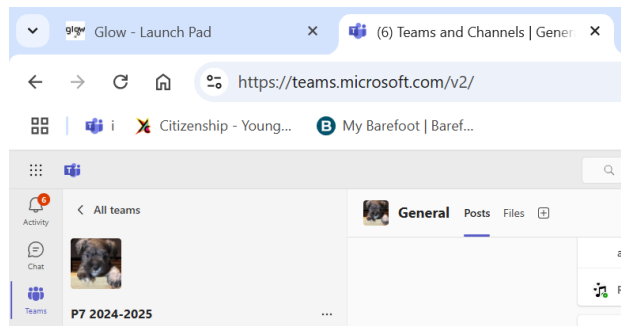 glow Glow - Launch Pad
(6) Teams and Channels | Gener
https://teams.microsoft.com/v2/
i
Citizenship - Young...
B My Barefoot | Baref...
6
Activity
All teams
General Posts Files
Chat
Teams
P7 2024-2025